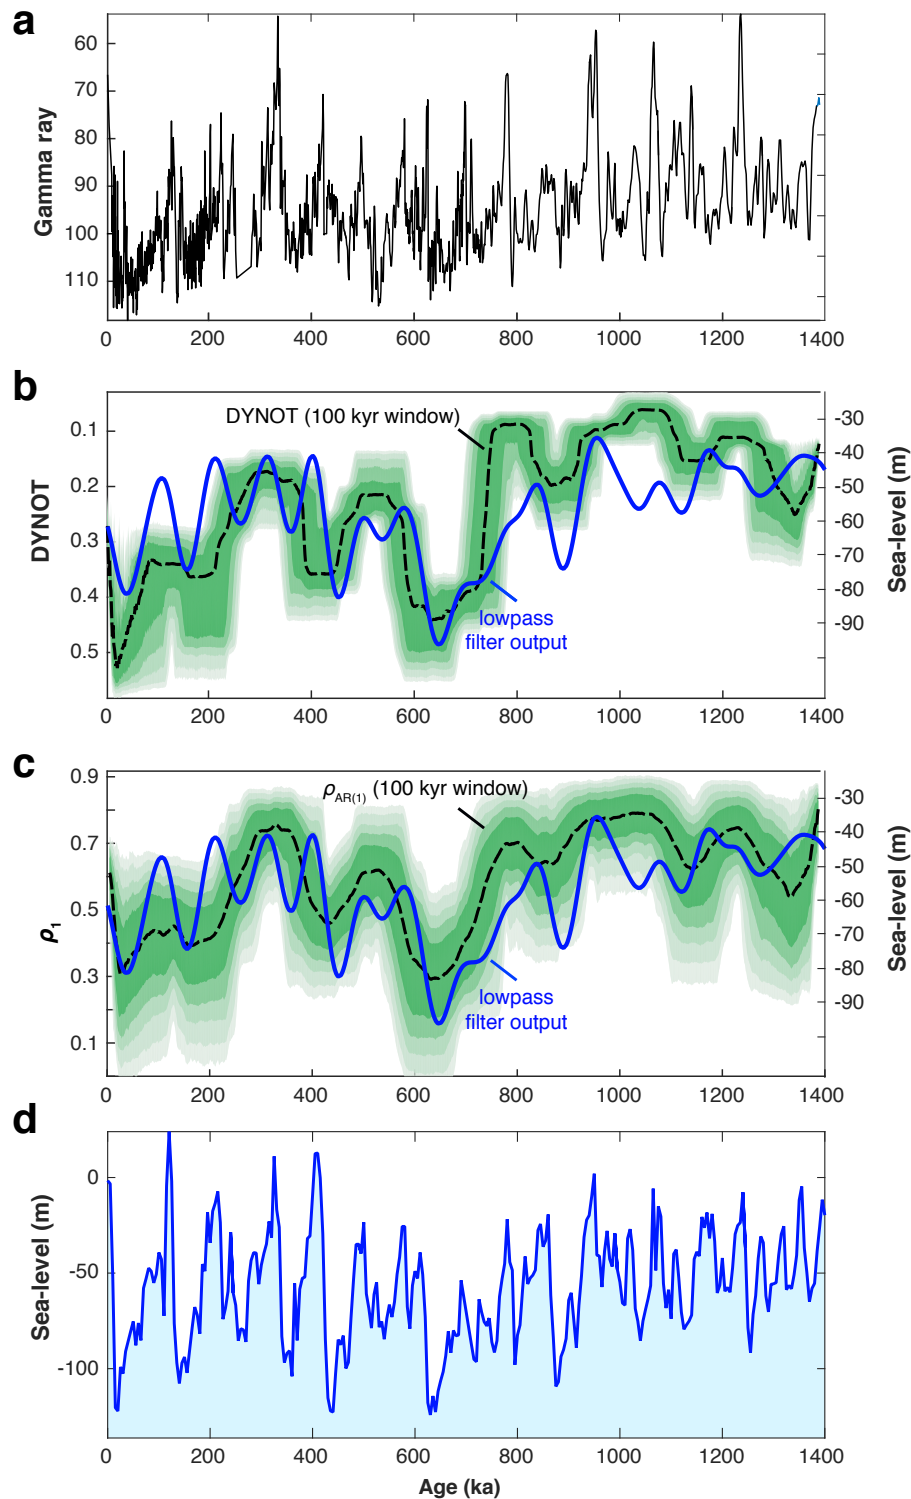 a
60
70
80
90
100
110
Gamma ray
0 200 400 600 800 1000 1200 1400
b
DYNOT (100 kyr window)
0.1
0.2
0.3
0.4
0.5
DYNOT
-30
-40
-50
-60
-70
-80
-90
Sea-level (m)
lowpass
filter output
0 200 400 600 800 1000 1200 1400
c
ρAR(1) (100 kyr window)
0.9
0.7
0.5
0.3
0.1
ρ1
-30
-40
-50
-60
-70
-80
-90
Sea-level (m)
lowpass
filter output
0 200 400 600 800 1000 1200 1400
d
0
-50
-100
Sea-level (m)
0 200 400 600 800 1000 1200 1400
Age (ka)